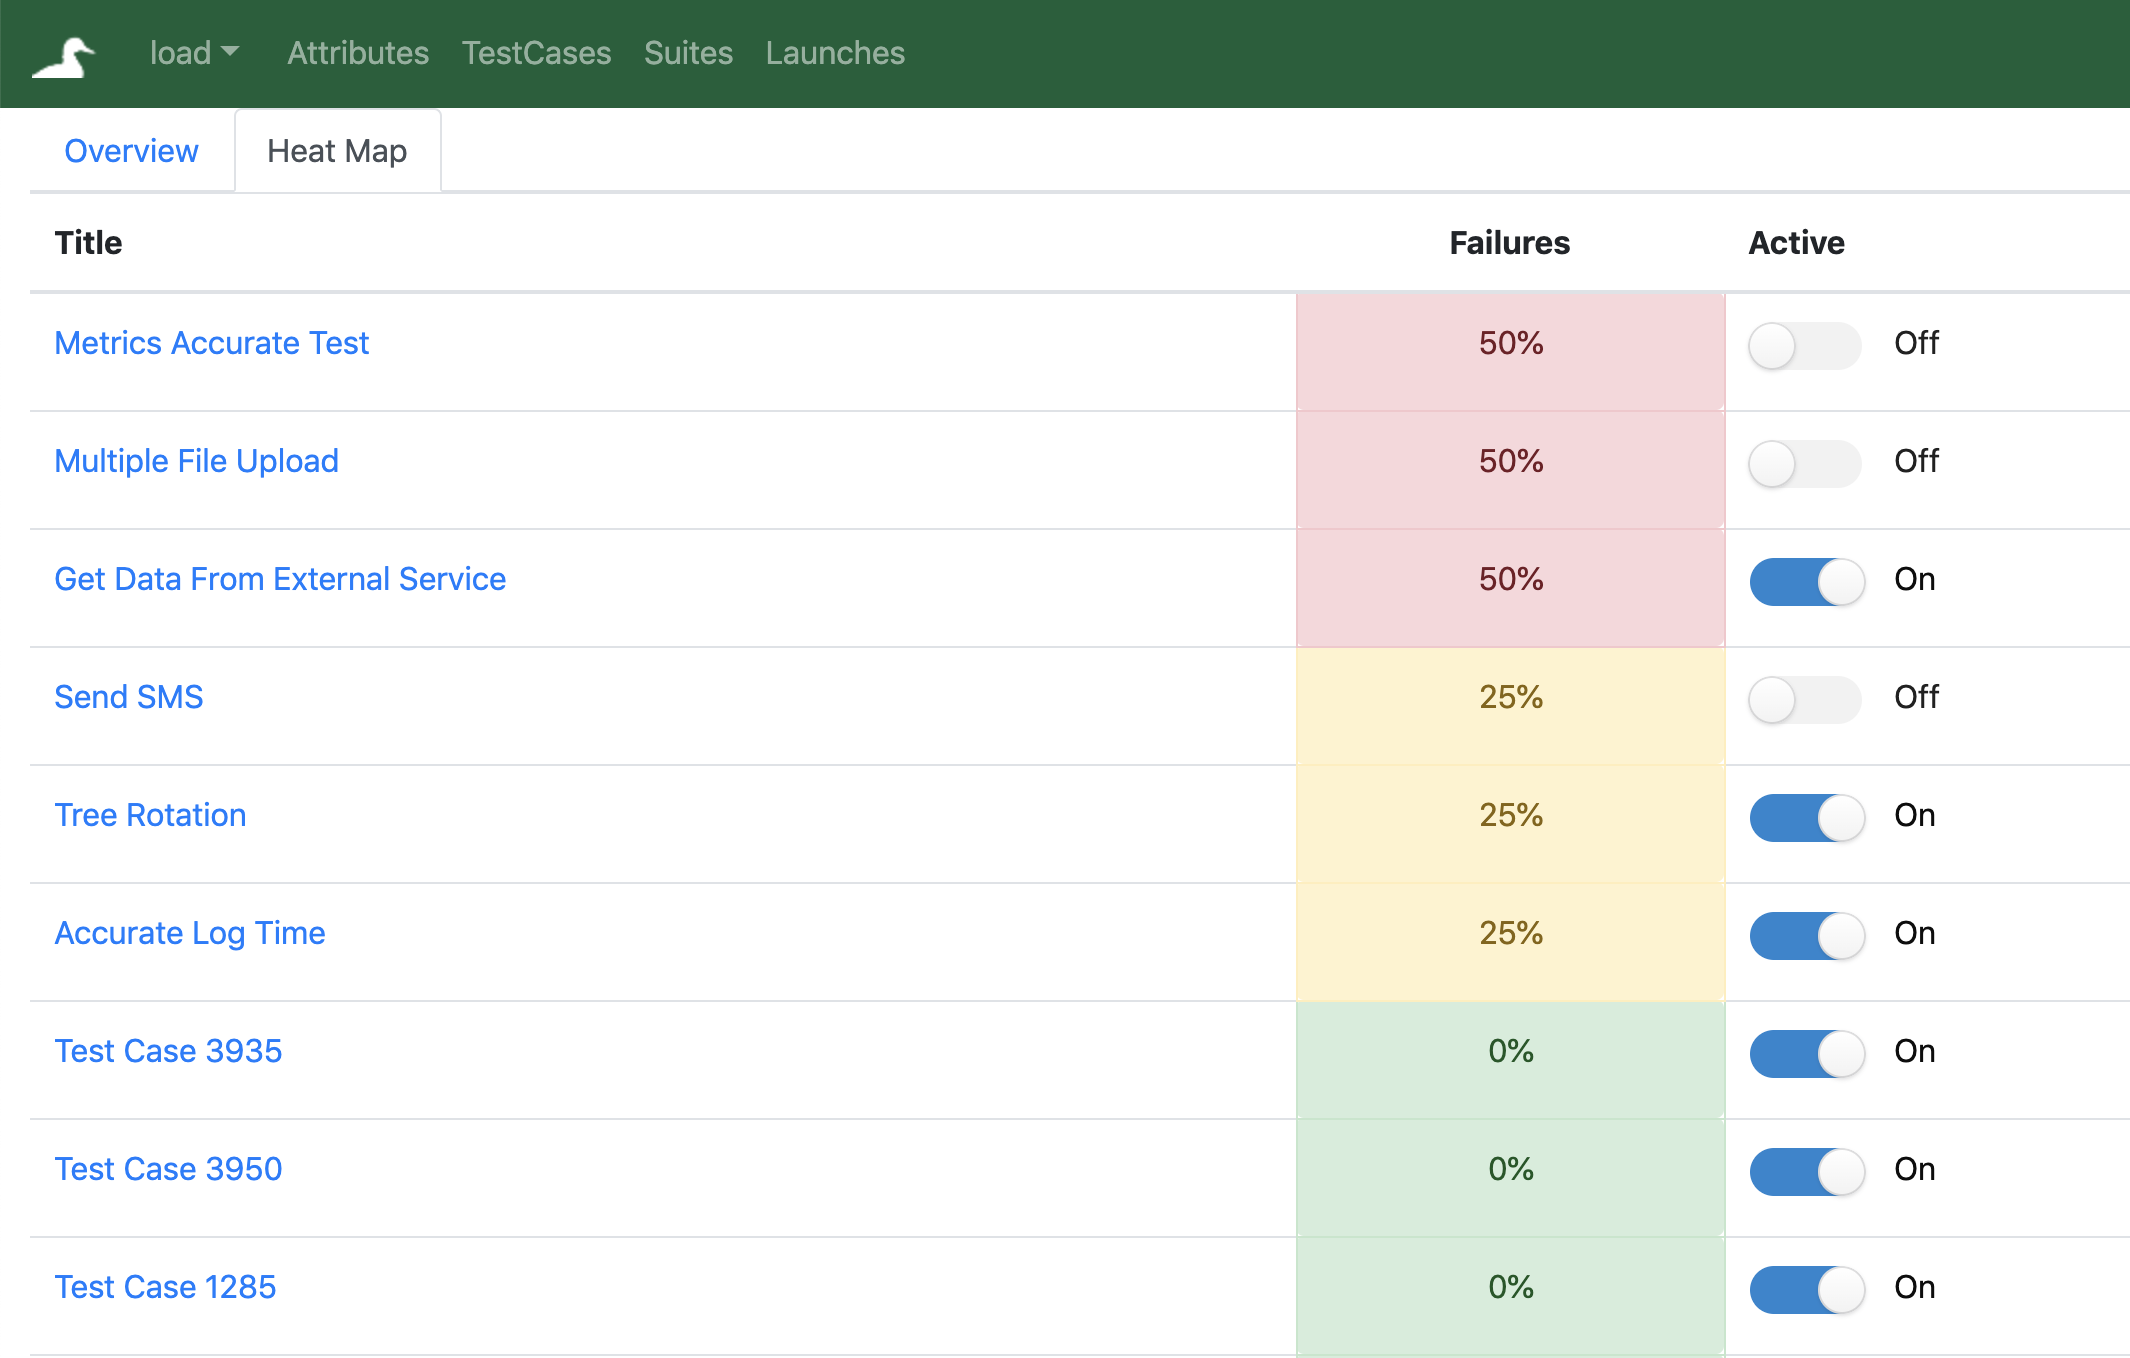 load Attributes TestCases Suites Launches
Overview Heat Map
Title Failures Active
Metrics Accurate Test 50% Off
Multiple File Upload 50% Off
Get Data From External Service 50% On
Send SMS 25% Off
Tree Rotation 25% On
Accurate Log Time 25% On
Test Case 3935 0% On
Test Case 3950 0% On
Test Case 1285 0% On